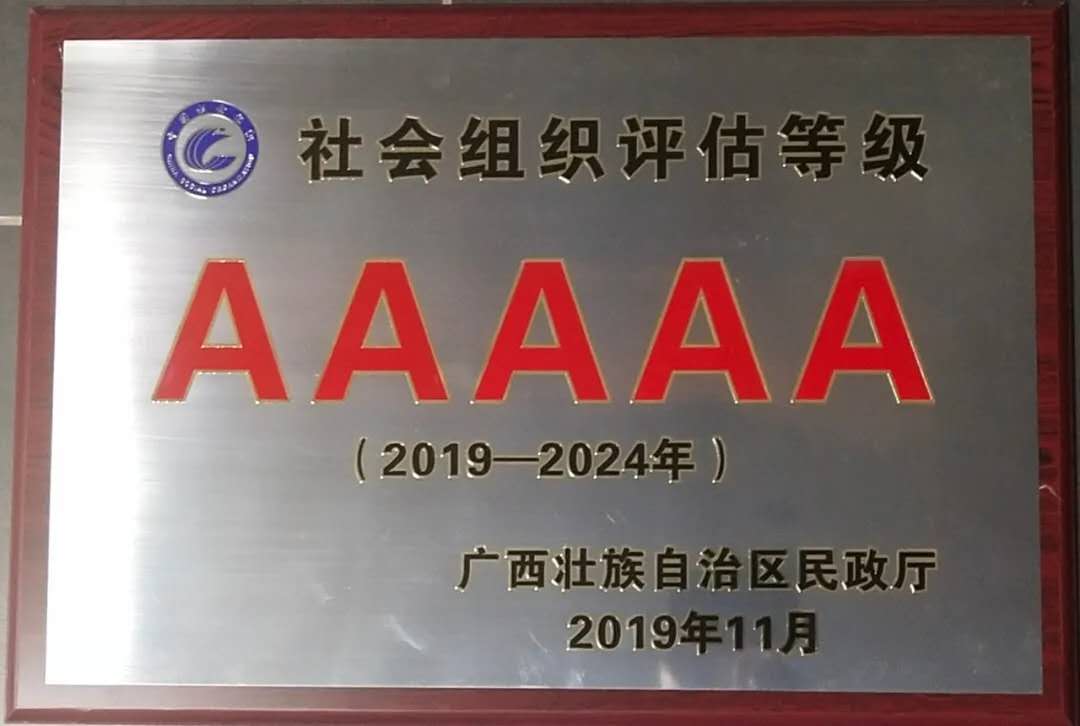 社会组织评估等级
AAAAA
（2019—2024年）
广西壮族自治区民政厅
2019年11月